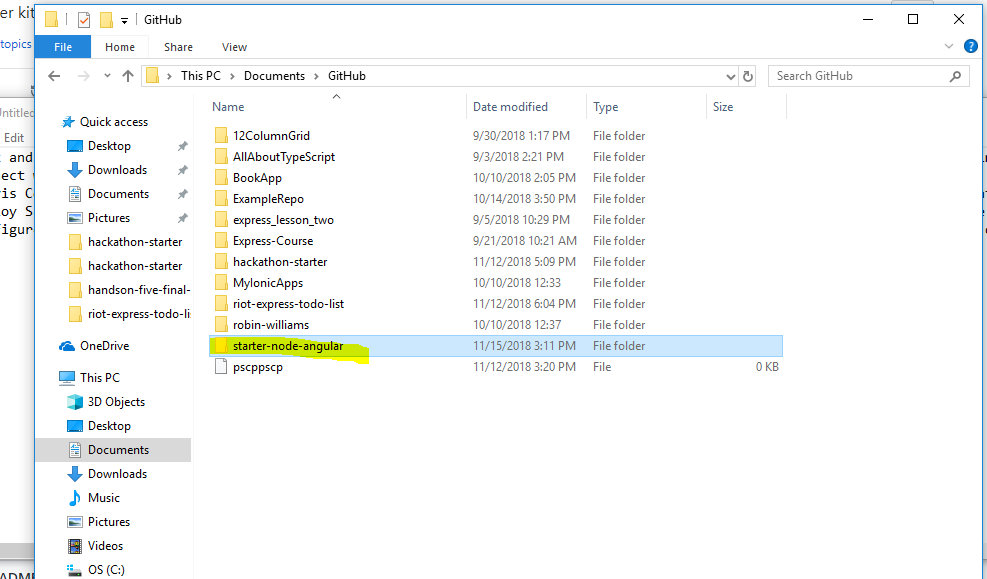 er kit
GitHub
topics
File Home Share View
This PC > Documents > GitHub
Search GitHub
Untitled
Edit
Name Date modified Type Size
Quick access
Desktop
Downloads
Documents
Pictures
hackathon-starter
hackathon-starter
handson-five-final-
riot-express-todo-li
OneDrive
This PC
3D Objects
Desktop
Documents
Downloads
Music
Pictures
Videos
OS (C:)
12ColumnGrid 9/30/2018 1:17 PM File folder
AllAboutTypeScript 9/3/2018 2:21 PM File folder
BookApp 10/10/2018 2:05 PM File folder
ExampleRepo 10/14/2018 3:50 PM File folder
express_lesson_two 9/5/2018 10:29 PM File folder
Express-Course 9/21/2018 10:21 AM File folder
hackathon-starter 11/12/2018 5:09 PM File folder
MyIonicApps 10/10/2018 12:33 File folder
riot-express-todo-list 11/12/2018 6:04 PM File folder
robin-williams 10/10/2018 12:37 File folder
starter-node-angular 11/15/2018 3:11 PM File folder
pscppscp 11/12/2018 3:20 PM File 0 KB